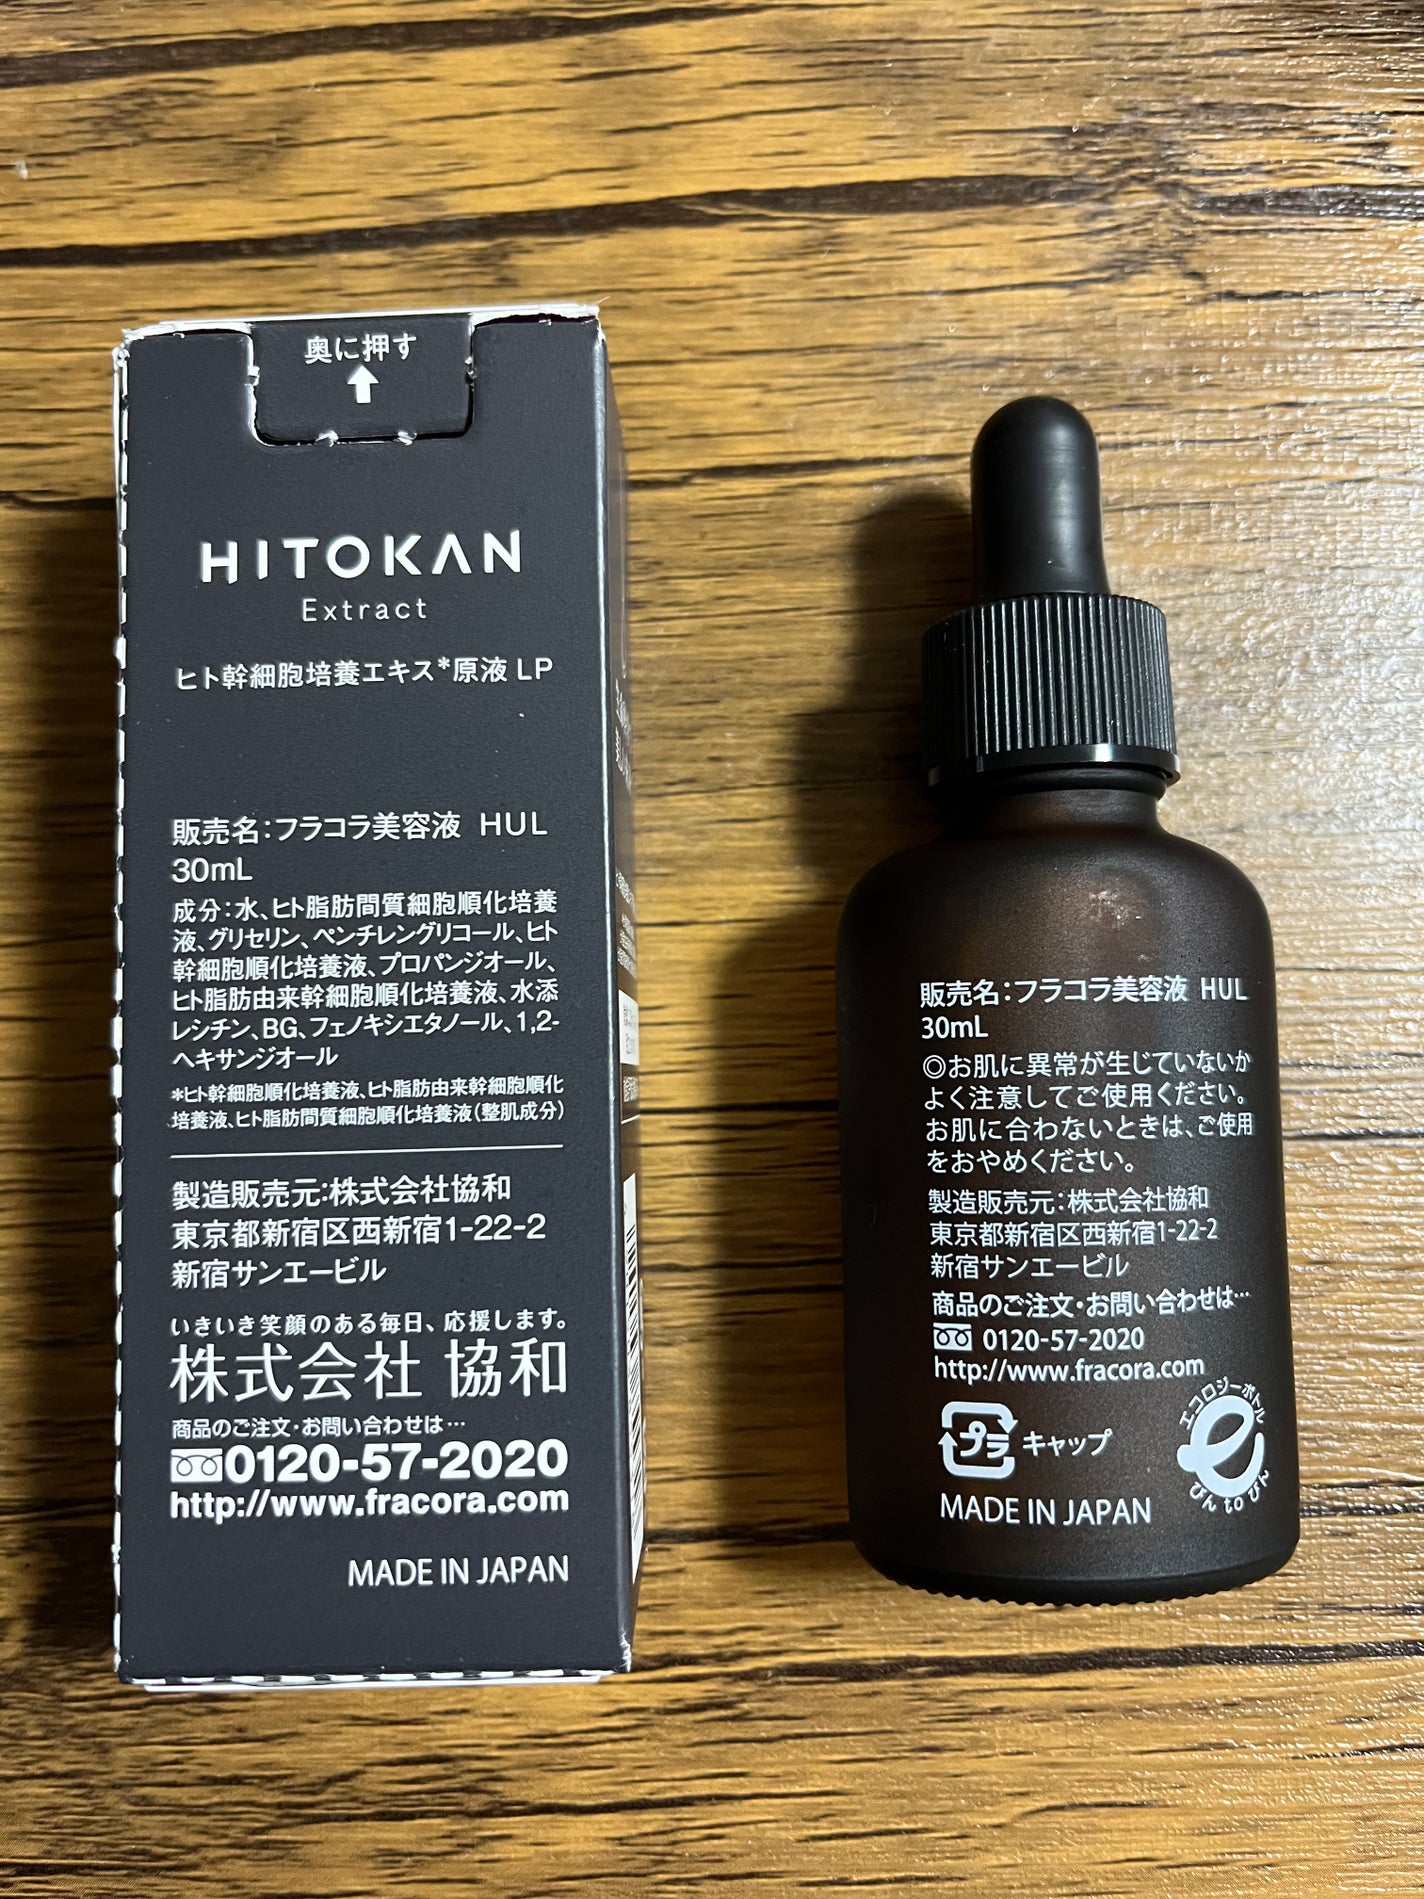 奥に押す
HITOKAN
Extract
ヒト幹細胞培養エキス*原液 LP
販売名:フラコラ美容液 HUL
30mL
成分:水、ヒト脂肪間質細胞順化培養
液、グリセリン、ペンチレングリコール、ヒト
幹細胞順化培養液、プロパンジオール、
ヒト脂肪由来幹細胞順化培養液、水添
レシチン、BG、フェノキシエタノール、1,2-
ヘキサンジオール
*ヒト幹細胞順化培養液、ヒト脂肪由来幹細胞順化
培養液、ヒト脂肪間質細胞順化培養液(整肌成分)
製造販売元:株式会社協和
東京都新宿区西新宿1-22-2
新宿サンエービル
いきいき笑顔のある毎日、応援します。
株式会社 協和
商品のご注文・お問い合わせは…
0120-57-2020
http://www.fracora.com
MADE IN JAPAN
販売名:フラコラ美容液 HUL
30mL
◎お肌に異常が生じていないか
よく注意してご使用ください。
お肌に合わないときは、ご使用
をおやめください。
製造販売元:株式会社協和
東京都新宿区西新宿1-22-2
新宿サンエービル
商品のご注文・お問い合わせは…
0120-57-2020
http://www.fracora.com
プラ キャップ
エコロジーボトル
e
びん to びん
MADE IN JAPAN